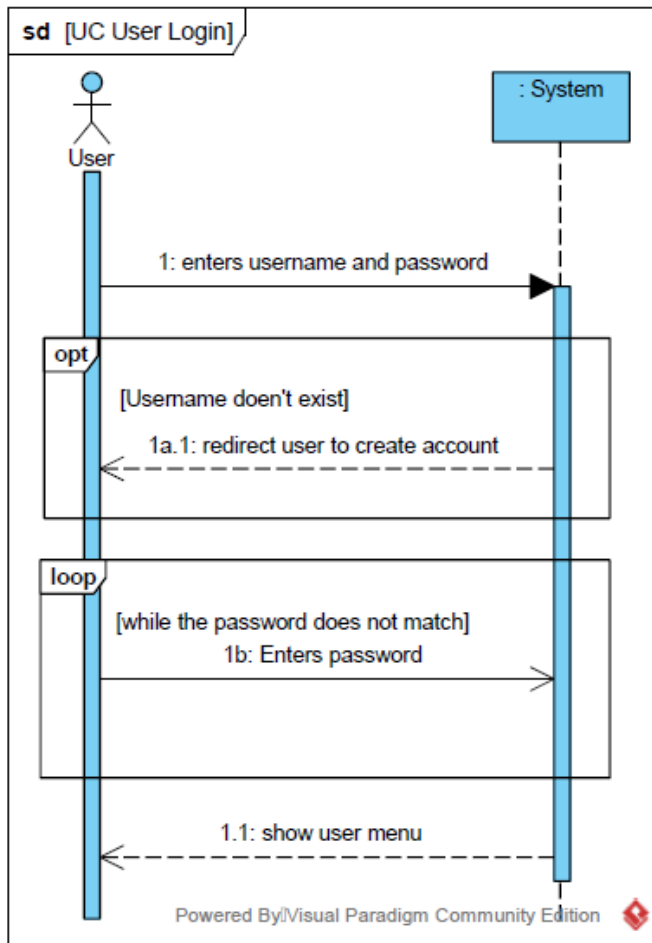 sd [UC User Login]
: System
User
1: enters username and password
opt
[Username doen't exist]
1a.1: redirect user to create account
loop
[while the password does not match]
1b: Enters password
1.1: show user menu
Powered By Visual Paradigm Community Edition